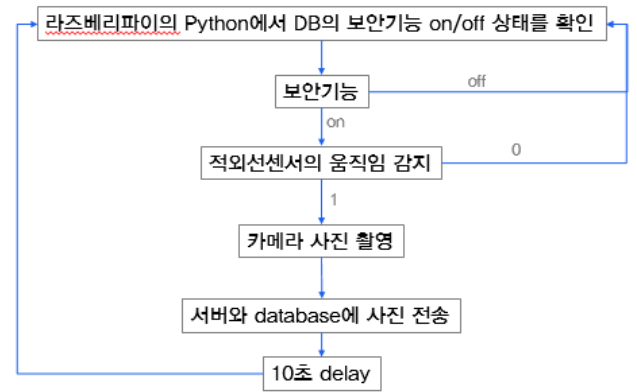 라즈베리파이의 Python에서 DB의 보안기능 on/off 상태를 확인
보안기능
off
on
적외선센서의 움직임 감지
0
1
카메라 사진 촬영
서버와 database에 사진 전송
10초 delay